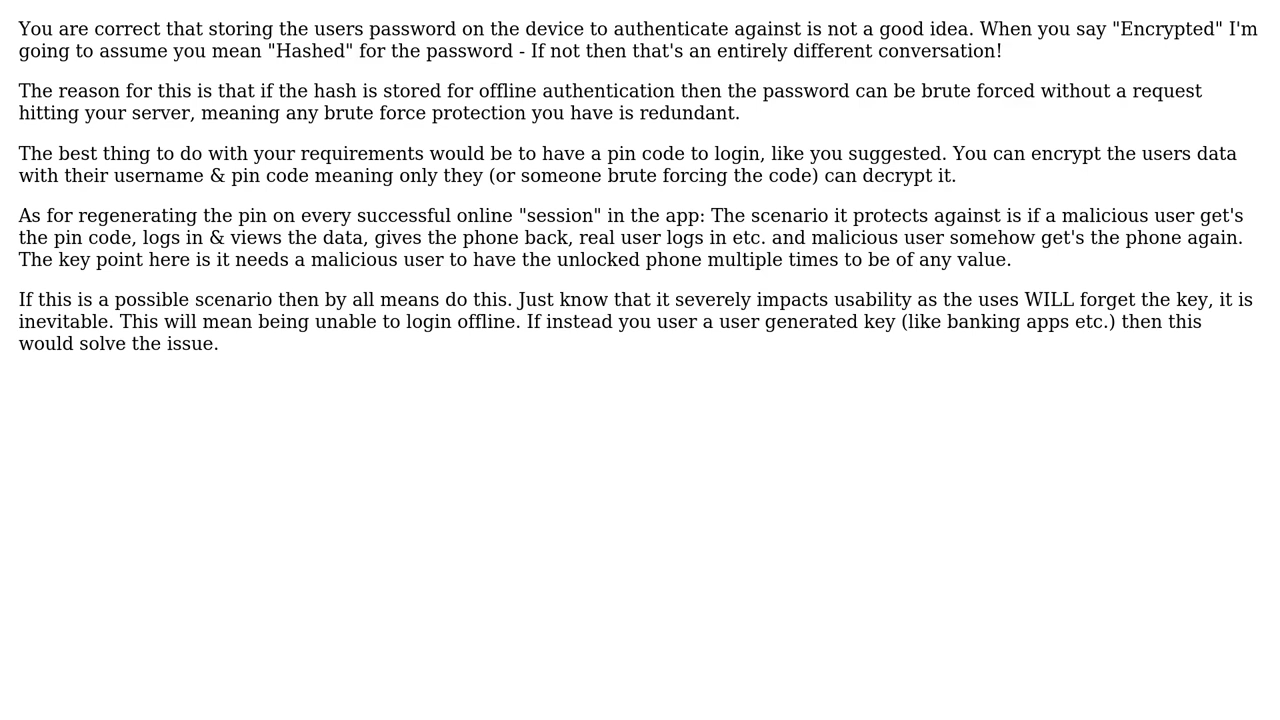 You are correct that storing the users password on the device to authenticate against is not a good idea. When you say "Encrypted" I'm
going to assume you mean "Hashed" for the password - If not then that's an entirely different conversation!
The reason for this is that if the hash is stored for offline authentication then the password can be brute forced without a request
hitting your server, meaning any brute force protection you have is redundant.
The best thing to do with your requirements would be to have a pin code to login, like you suggested. You can encrypt the users data
with their username & pin code meaning only they (or someone brute forcing the code) can decrypt it.
As for regenerating the pin on every successful online "session" in the app: The scenario it protects against is if a malicious user get's
the pin code, logs in & views the data, gives the phone back, real user logs in etc. and malicious user somehow get's the phone again.
The key point here is it needs a malicious user to have the unlocked phone multiple times to be of any value.
If this is a possible scenario then by all means do this. Just know that it severely impacts usability as the uses WILL forget the key, it is
inevitable. This will mean being unable to login offline. If instead you user a user generated key (like banking apps etc.) then this
would solve the issue.